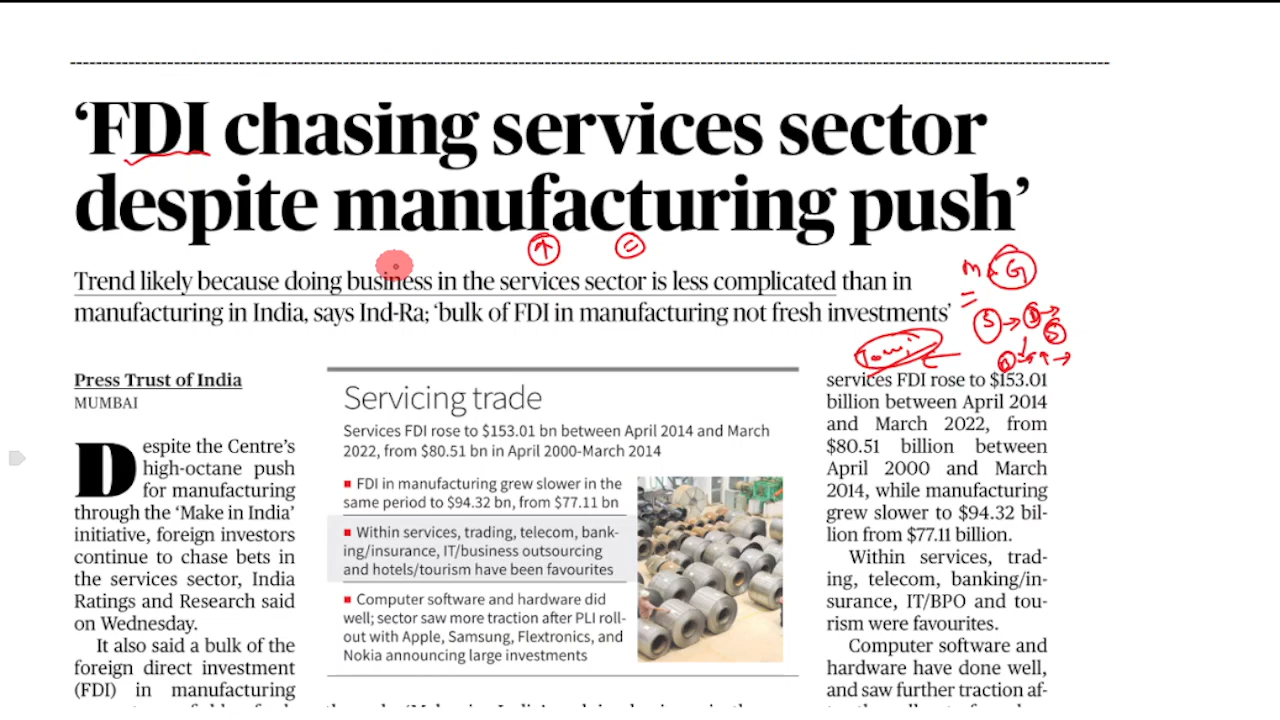 ‘FDI chasing services sector
despite manufacturing push’
Trend likely because doing business in the services sector is less complicated than in
manufacturing in India, says Ind-Ra; ‘bulk of FDI in manufacturing not fresh investments’
Press Trust of India
MUMBAI
Despite the Centre’s
high-octane push
for manufacturing
through the ‘Make in India’
initiative, foreign investors
continue to chase bets in
the services sector, India
Ratings and Research said
on Wednesday.
It also said a bulk of the
foreign direct investment
(FDI) in manufacturing
Servicing trade
Services FDI rose to $153.01 bn between April 2014 and March
2022, from $80.51 bn in April 2000-March 2014
FDI in manufacturing grew slower in the
same period to $94.32 bn, from $77.11 bn
Within services, trading, telecom, bank-
ing/insurance, IT/business outsourcing
and hotels/tourism have been favourites
Computer software and hardware did
well; sector saw more traction after PLI roll-
out with Apple, Samsung, Flextronics, and
Nokia announcing large investments
M & G
S
S
services FDI rose to $153.01
billion between April 2014
and March 2022, from
$80.51 billion between
April 2000 and March
2014, while manufacturing
grew slower to $94.32 bil-
lion from $77.11 billion.
Within services, trad-
ing, telecom, banking/in-
surance, IT/BPO and tou-
rism were favourites.
Computer software and
hardware have done well,
and saw further traction af-